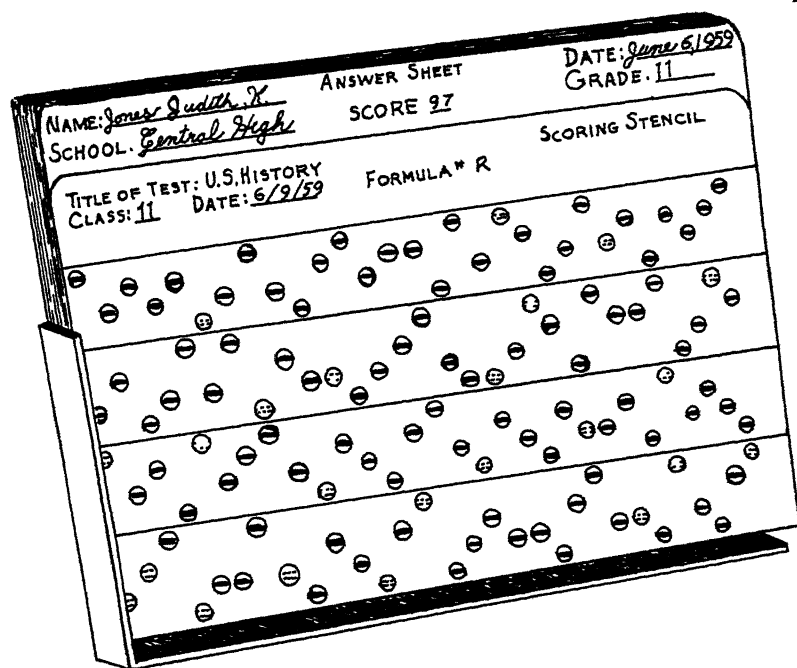 NAME: Jones Judith, K.
ANSWER SHEET
DATE: June 6, 1959
SCHOOL. Central High
SCORE 97
GRADE. 11
SCORING STENCIL
TITLE OF TEST: U.S. HISTORY
FORMULA# R
CLASS: 11 DATE: 6/9/59